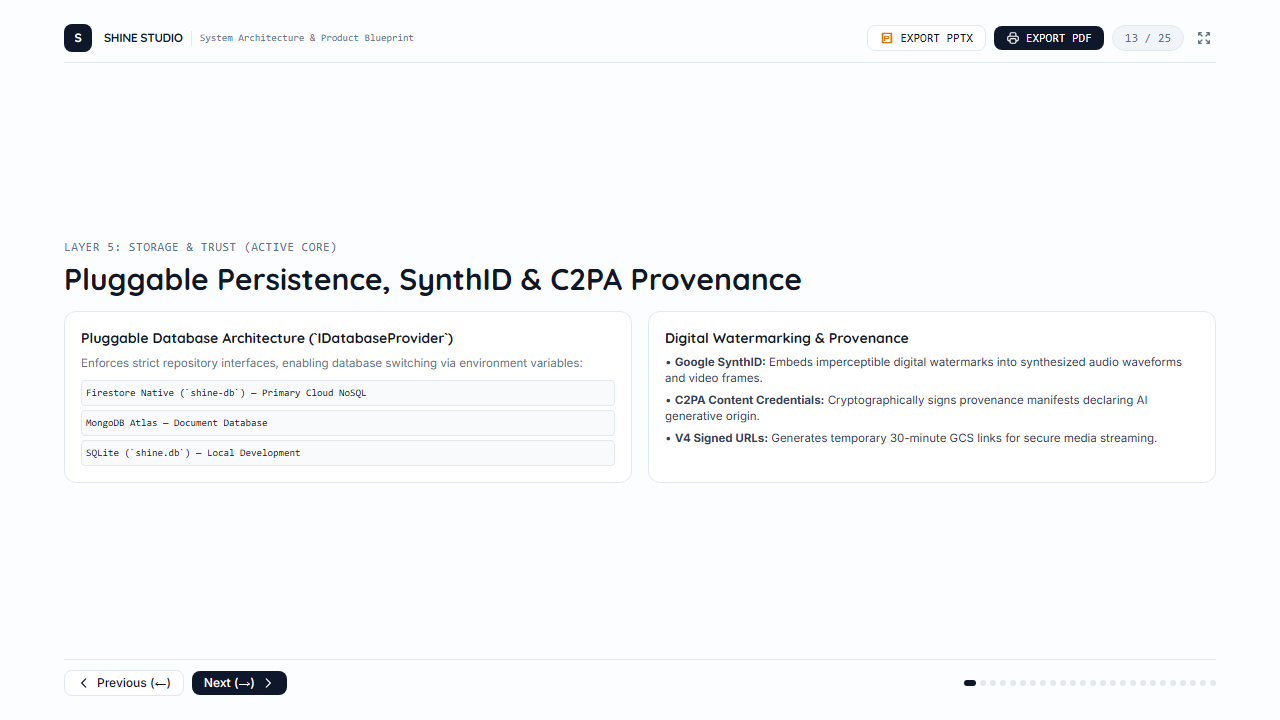 S SHINE STUDIO System Architecture & Product Blueprint
EXPORT PPTX EXPORT PDF 13 / 25
LAYER 5: STORAGE & TRUST (ACTIVE CORE)
Pluggable Persistence, SynthID & C2PA Provenance
Pluggable Database Architecture (`IDatabaseProvider`)
Enforces strict repository interfaces, enabling database switching via environment variables:
Firestore Native (`shine-db`) — Primary Cloud NoSQL
MongoDB Atlas — Document Database
SQLite (`shine.db`) — Local Development
Digital Watermarking & Provenance
• Google SynthID: Embeds imperceptible digital watermarks into synthesized audio waveforms
and video frames.
• C2PA Content Credentials: Cryptographically signs provenance manifests declaring AI
generative origin.
• V4 Signed URLs: Generates temporary 30-minute GCS links for secure media streaming.
Previous (←) Next (→)